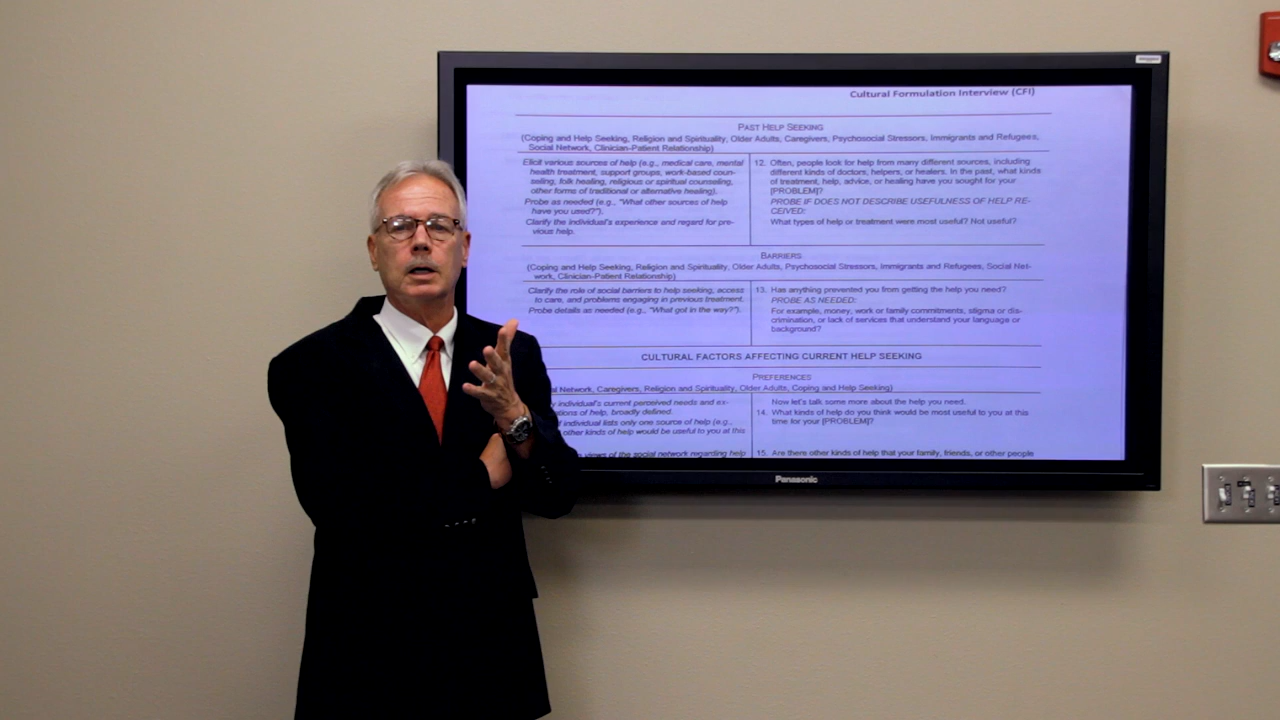 Cultural Formulation Interview (CFI)
PAST HELP SEEKING
(Coping and Help Seeking, Religion and Spirituality, Older Adults, Caregivers, Psychosocial Stressors, Immigrants and Refugees,
Social Network, Clinician-Patient Relationship)
Elicit various sources of help (e.g., medical care, mental
health treatment, support groups, work-based coun-
seling, folk healing, religious or spiritual counseling,
other forms of traditional or alternative healing).
Probe as needed (e.g., "What other sources of help
have you used?").
Clarify the individual's experience and regard for pre-
vious help.
12. Often, people look for help from many different sources, including
different kinds of doctors, helpers, or healers. In the past, what kinds
of treatment, help, advice, or healing have you sought for your
[PROBLEM]?
PROBE IF DOES NOT DESCRIBE USEFULNESS OF HELP RE-
CEIVED:
What types of help or treatment were most useful? Not useful?
BARRIERS
(Coping and Help Seeking, Religion and Spirituality, Older Adults, Psychosocial Stressors, Immigrants and Refugees, Social Net-
work, Clinician-Patient Relationship)
Clarify the role of social barriers to help seeking, access
to care, and problems engaging in previous treatment.
Probe details as needed (e.g., "What got in the way?").
13. Has anything prevented you from getting the help you need?
PROBE AS NEEDED:
For example, money, work or family commitments, stigma or dis-
crimination, or lack of services that understand your language or
background?
CULTURAL FACTORS AFFECTING CURRENT HELP SEEKING
PREFERENCES
Network, Caregivers, Religion and Spirituality, Older Adults, Coping and Help Seeking)
individual's current perceived needs and ex-
of help, broadly defined.
individual lists only one source of help (e.g.,
other kinds of help would be useful to you at this
views of the social network regarding help
Now let's talk some more about the help you need.
14. What kinds of help do you think would be most useful to you at this
time for your [PROBLEM]?
15. Are there other kinds of help that your family, friends, or other people
Panasonic